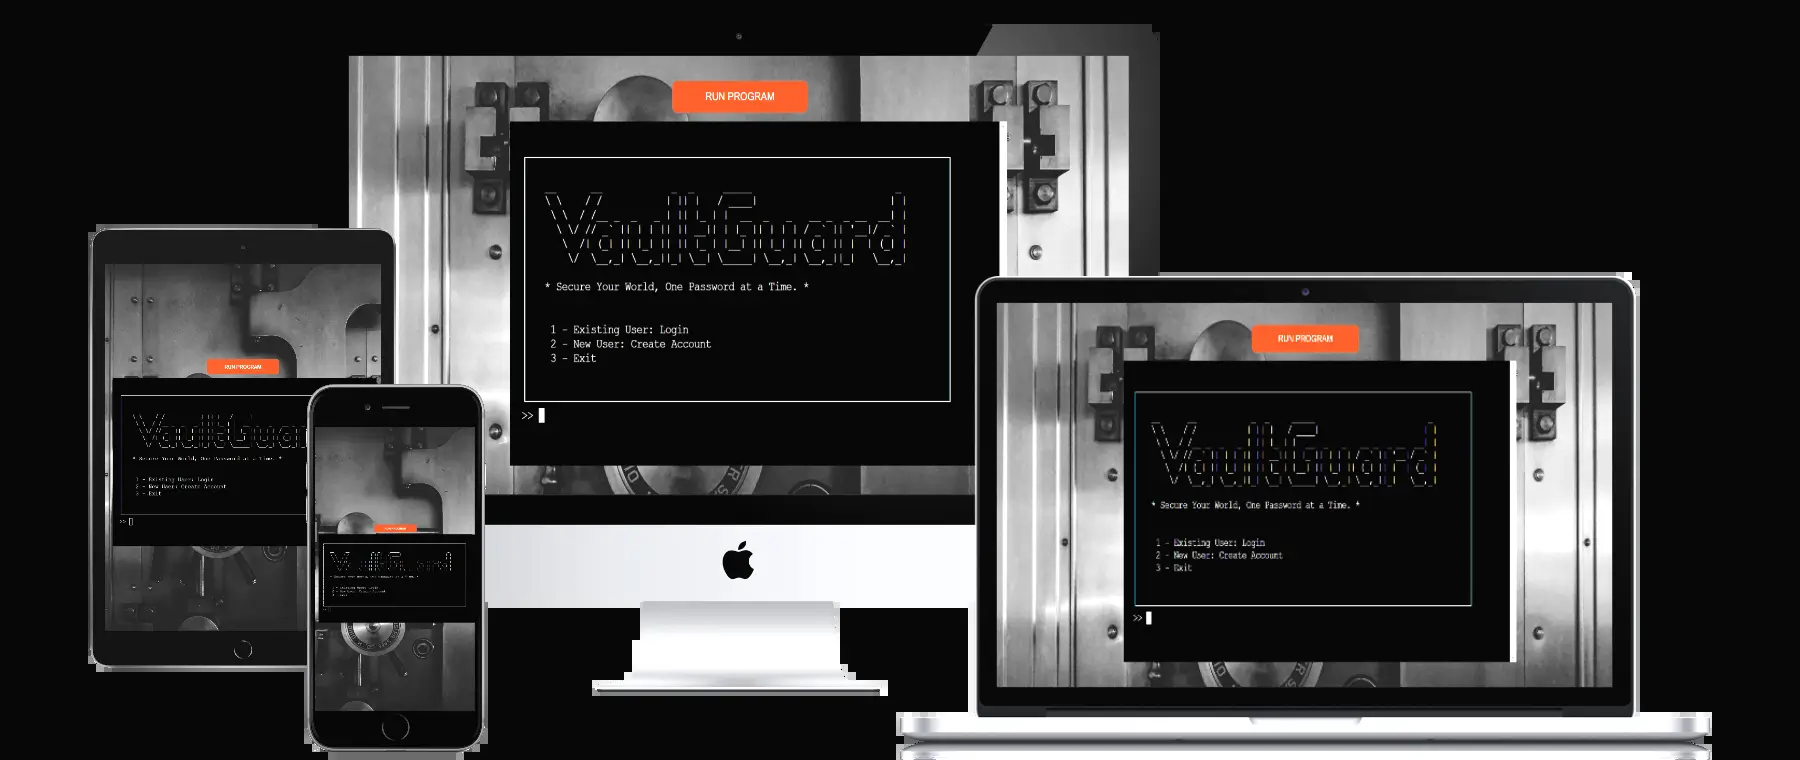 RUN PROGRAM
VaultGuard
* Secure Your World, One Password at a Time. *
1 - Existing User: Login
2 - New User: Create Account
3 - Exit
>>
RUN PROGRAM
VaultGuard
* Secure Your World, One Password at a Time. *
1 - Existing User: Login
2 - New User: Create Account
3 - Exit
>>
RUN PROGRAM
VaultGuar
* Secure Your World, One Password at a Time. *
1 - Existing User: Login
2 - New User: Create Account
3 - Exit
>>
VaultGuard